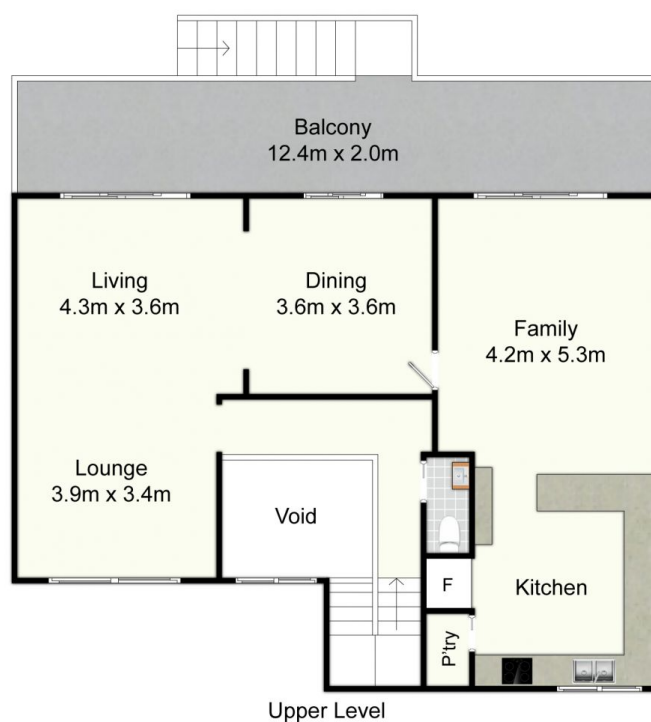 Balcony
12.4m x 2.0m
Living
4.3m x 3.6m
Dining
3.6m x 3.6m
Family
4.2m x 5.3m
Lounge
3.9m x 3.4m
Void
F
Kitchen
P'try
Upper Level